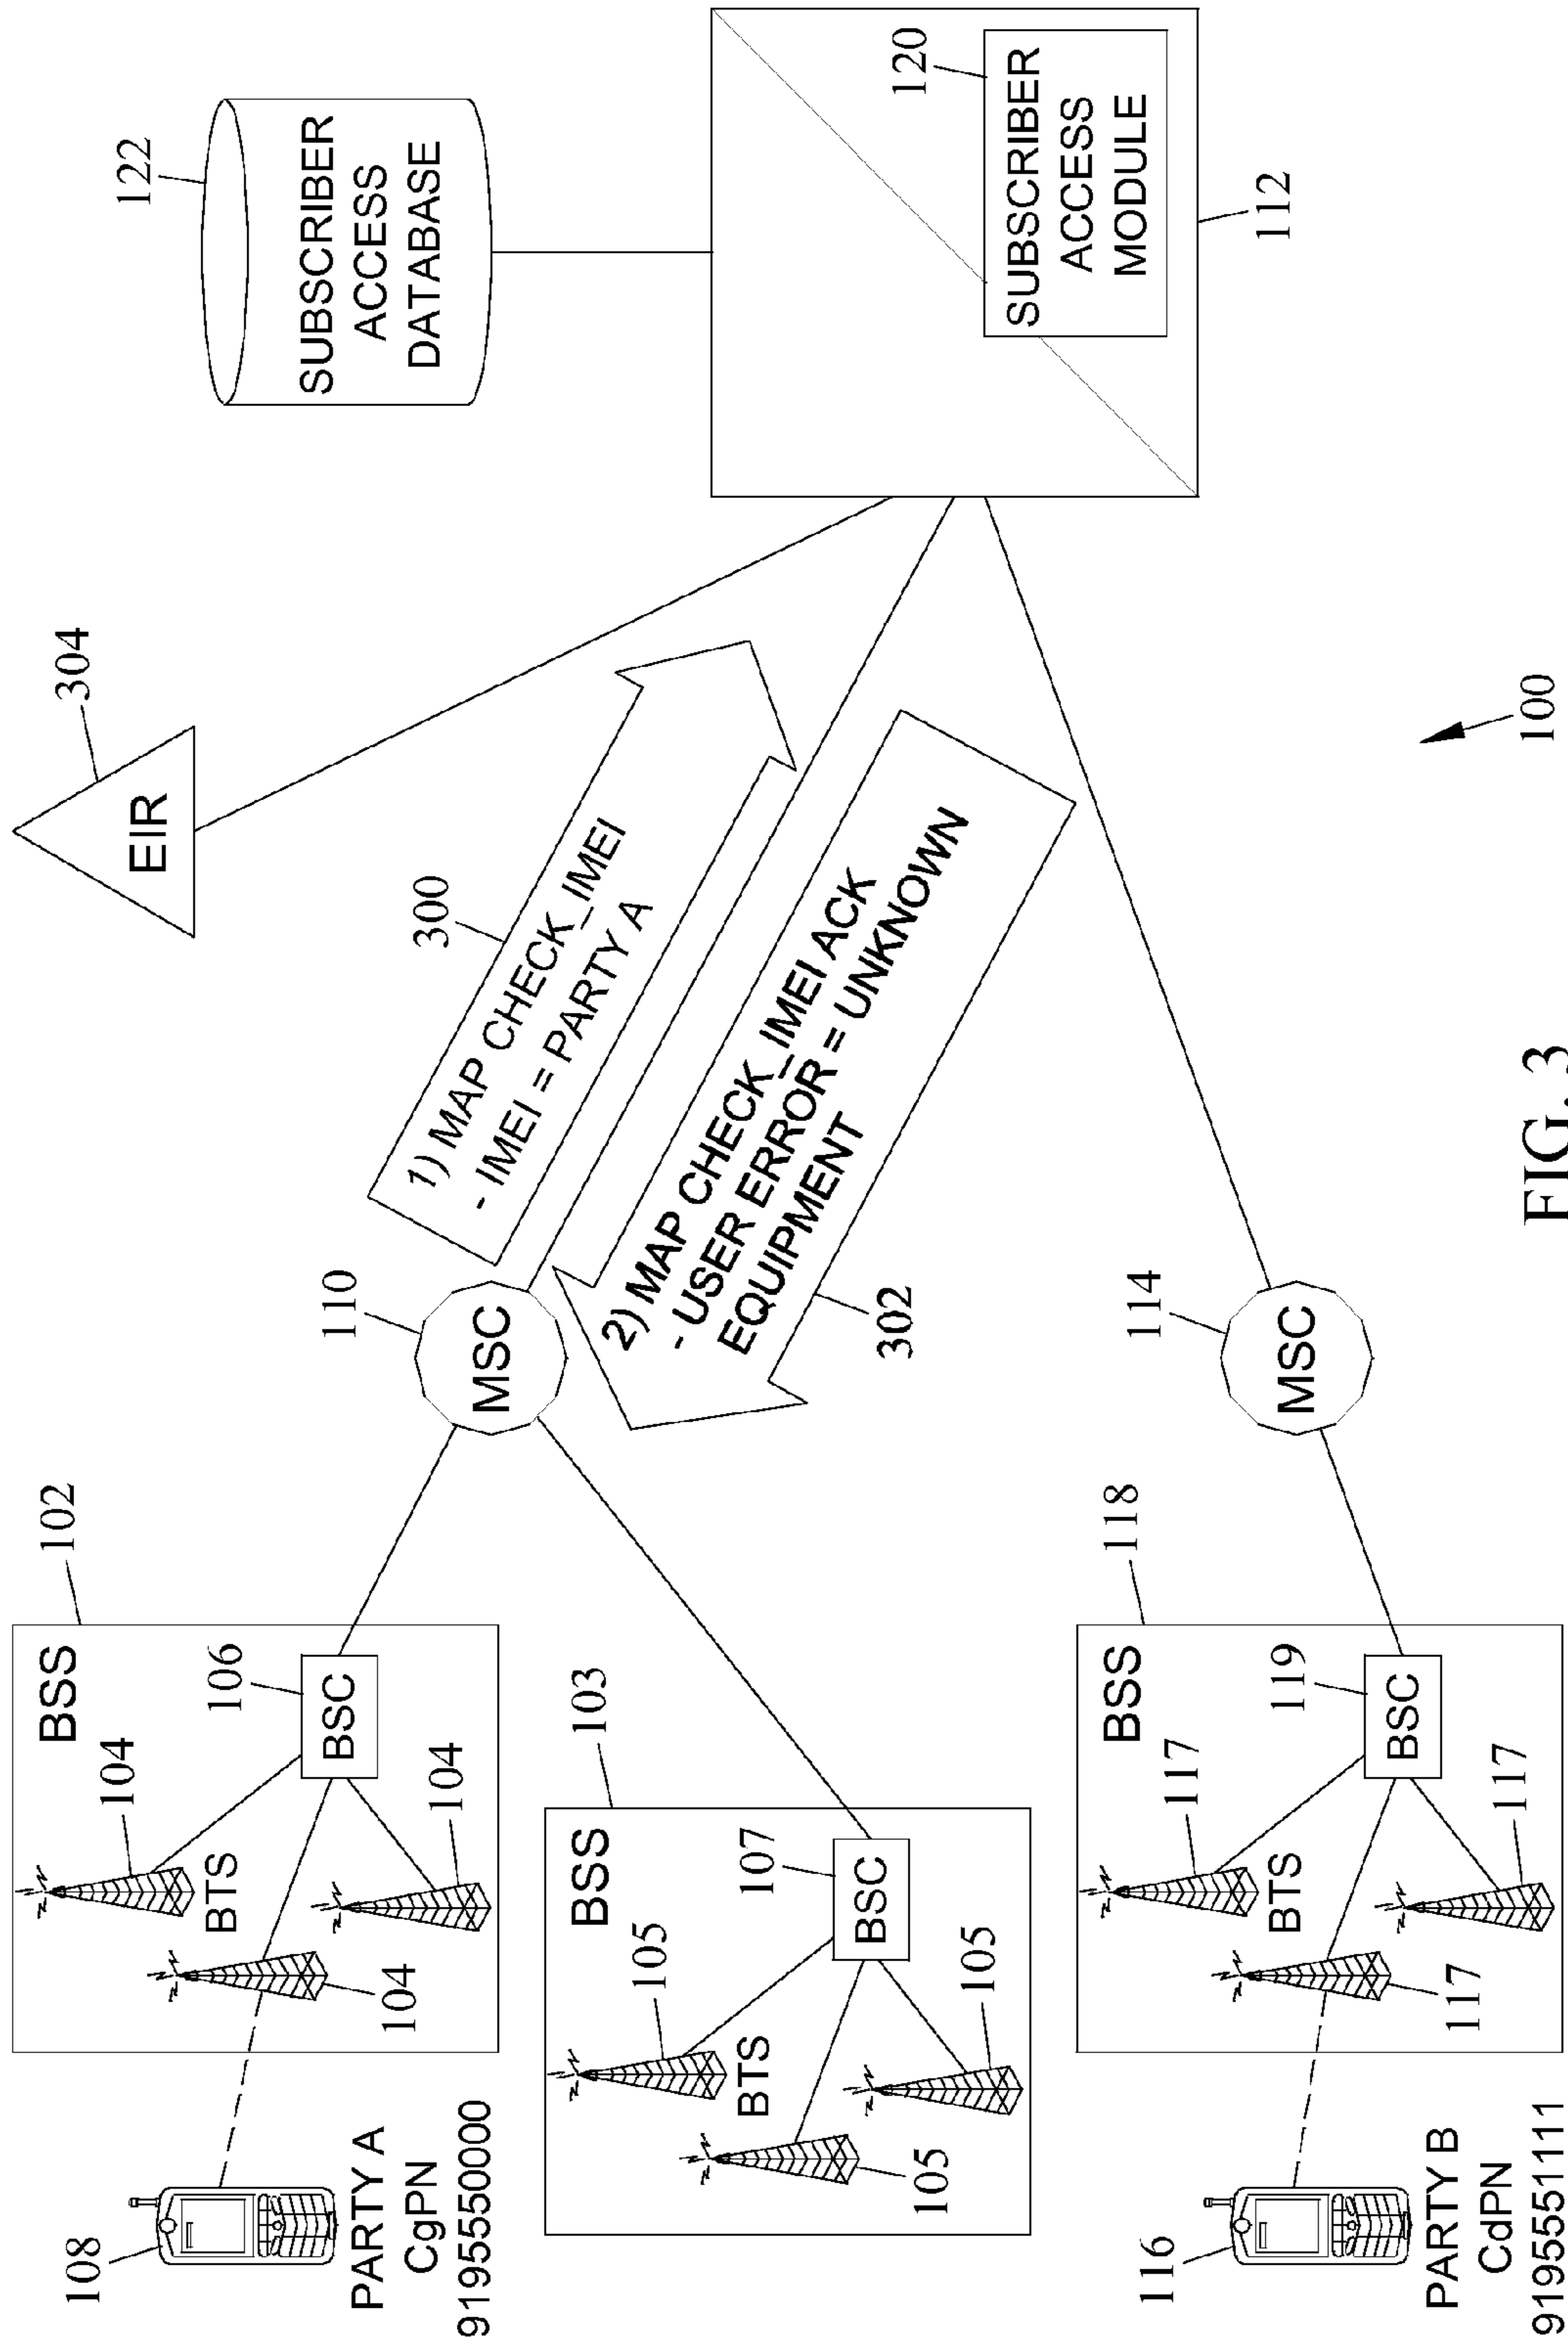 108
PARTY A
CgPN
9195550000
102
BSS
104
BTS
104
104
106
BSC
103
BSS
105
BTS
105
105
107
BSC
116
PARTY B
CdPN
9195551111
118
BSS
117
BTS
117
117
119
BSC
110
MSC
114
MSC
300
1) MAP CHECK_IMEI
- IMEI = PARTY A
2) MAP CHECK_IMEI ACK
- USER ERROR = UNKNOWN
EQUIPMENT
302
304
EIR
122
SUBSCRIBER
ACCESS
DATABASE
120
SUBSCRIBER
ACCESS
MODULE
112
100
FIG. 3